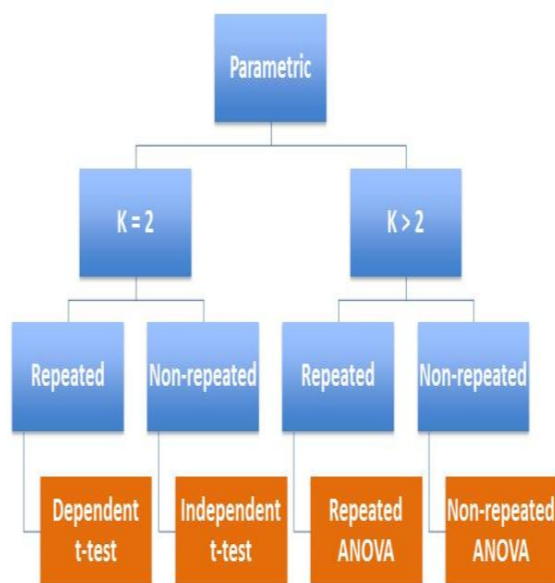 Parametric
K = 2
K > 2
Repeated
Non-repeated
Repeated
Non-repeated
Dependent
t-test
Independent
t-test
Repeated
ANOVA
Non-repeated
ANOVA